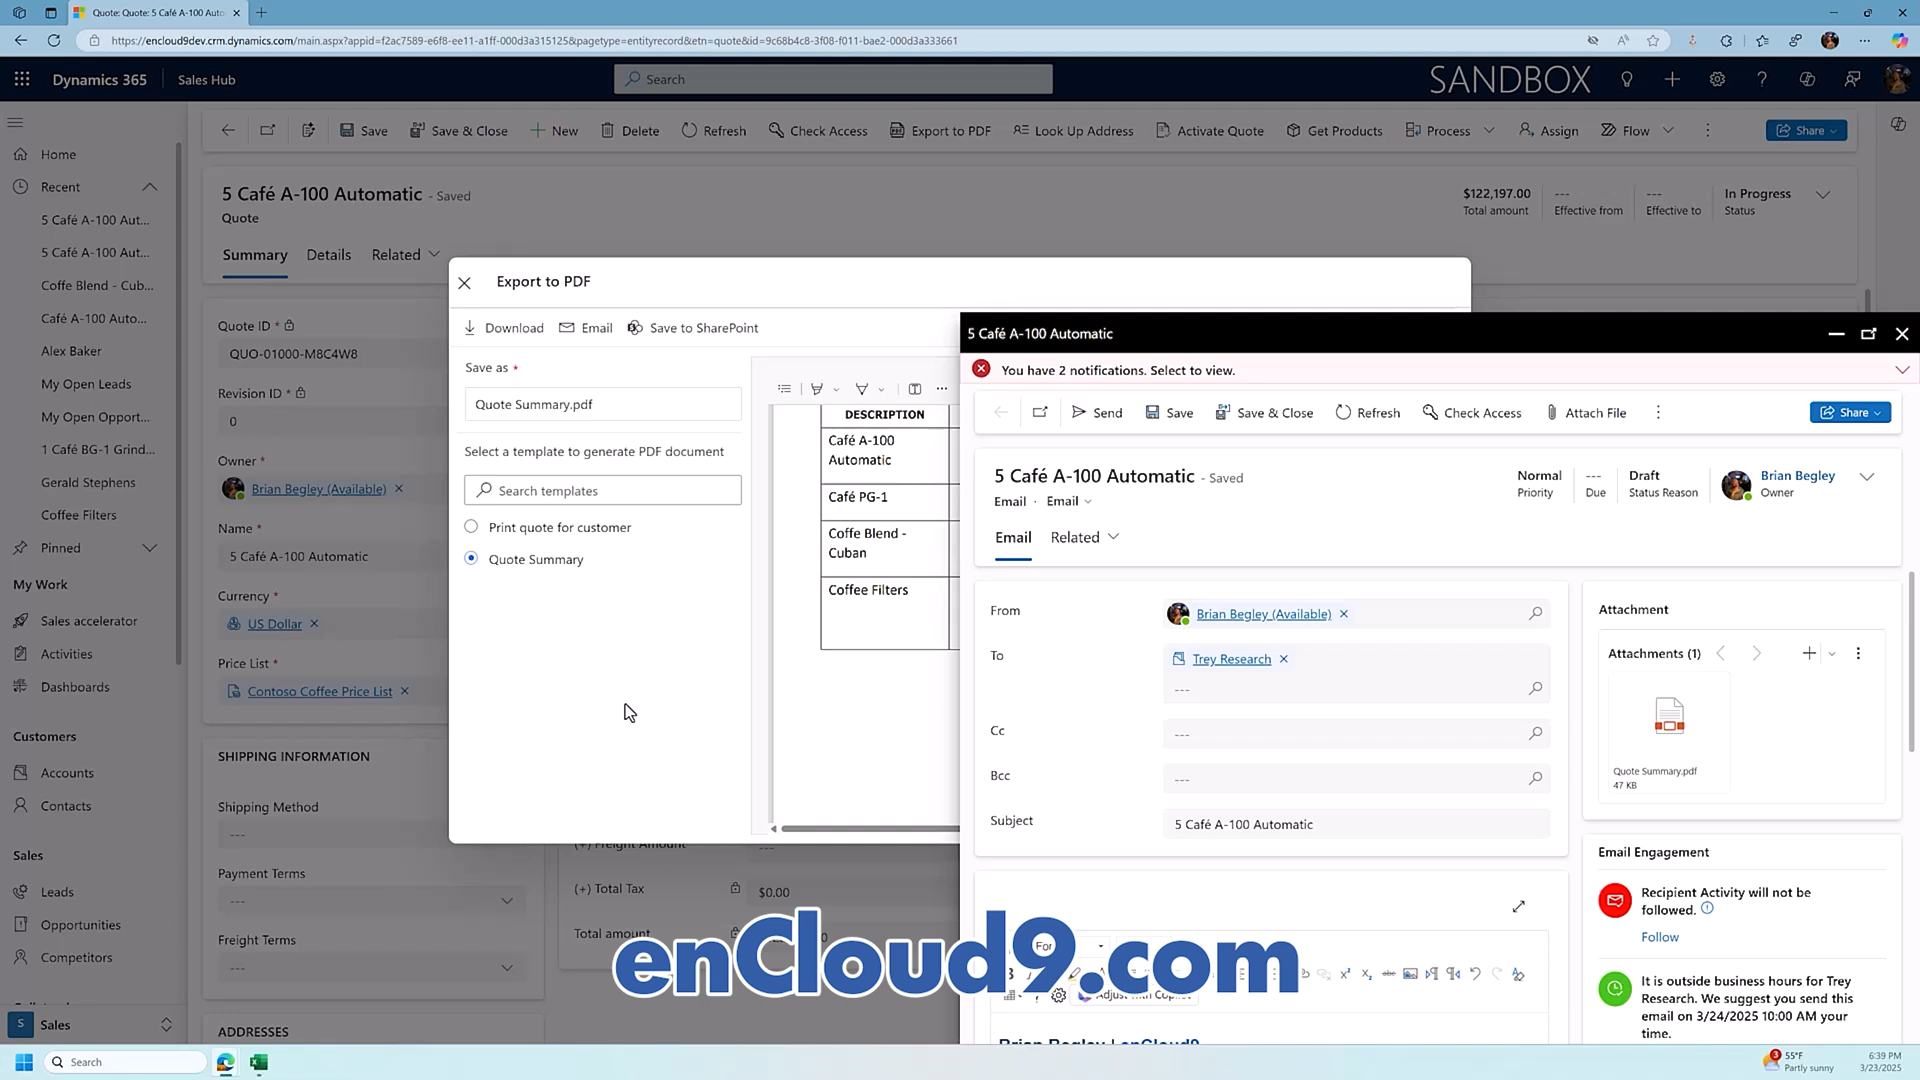 Quote: Quote: 5 Café A-100 Auto
https://encloud9dev.crm.dynamics.com/main.aspx?appid=f2ac7589-e6f8-ee11-a1ff-000d3a315125&pagetype=entityrecord&etn=quote&id=9c68b4c8-3f08-f011-bae2-000d3a333661
Dynamics 365
Sales Hub
Search
SANDBOX
Save
Save & Close
New
Delete
Refresh
Check Access
Export to PDF
Look Up Address
Activate Quote
Get Products
Process
Assign
Flow
Share
Home
Recent
5 Café A-100 Aut...
5 Café A-100 Aut...
Coffe Blend - Cub...
Café A-100 Auto...
Alex Baker
My Open Leads
My Open Opport...
1 Café BG-1 Grind...
Gerald Stephens
Coffee Filters
Pinned
My Work
Sales accelerator
Activities
Dashboards
Customers
Accounts
Contacts
Sales
Leads
Opportunities
Competitors
S
Sales
5 Café A-100 Automatic - Saved
Quote
$122,197.00
Total amount
---
Effective from
---
Effective to
In Progress
Status
Summary
Details
Related
Quote ID *
QUO-01000-M8C4W8
Revision ID *
0
Owner *
Brian Begley (Available)
Name *
5 Café A-100 Automatic
Currency *
US Dollar
Price List *
Contoso Coffee Price List
SHIPPING INFORMATION
Shipping Method
---
Payment Terms
---
Freight Terms
---
ADDRESSES
(+) Freight Amount
---
(+) Total Tax
$0.00
Total amount
Export to PDF
Download
Email
Save to SharePoint
Save as *
Quote Summary.pdf
Select a template to generate PDF document
Search templates
Print quote for customer
Quote Summary
DESCRIPTION
Café A-100
Automatic
Café PG-1
Coffe Blend -
Cuban
Coffee Filters
5 Café A-100 Automatic
You have 2 notifications. Select to view.
Send
Save
Save & Close
Refresh
Check Access
Attach File
Share
5 Café A-100 Automatic - Saved
Email · Email
Normal
Priority
---
Due
Draft
Status Reason
Brian Begley
Owner
Email
Related
From
Brian Begley (Available)
To
Trey Research
---
Cc
---
Bcc
---
Subject
5 Café A-100 Automatic
Attachment
Attachments (1)
Quote Summary.pdf
47 KB
Email Engagement
Recipient Activity will not be
followed.
Follow
It is outside business hours for Trey
Research. We suggest you send this
email on 3/24/2025 10:00 AM your
time.
Adjust with Copilot
Brian Begley | enCloud9
enCloud9.com
Search
3
55°F
Partly sunny
6:39 PM
3/23/2025